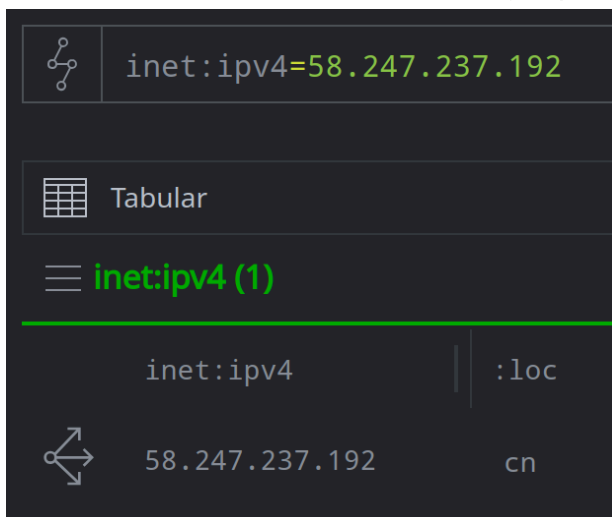 inet:ipv4=58.247.237.192
Tabular
inet:ipv4 (1)
inet:ipv4 :loc
58.247.237.192 cn